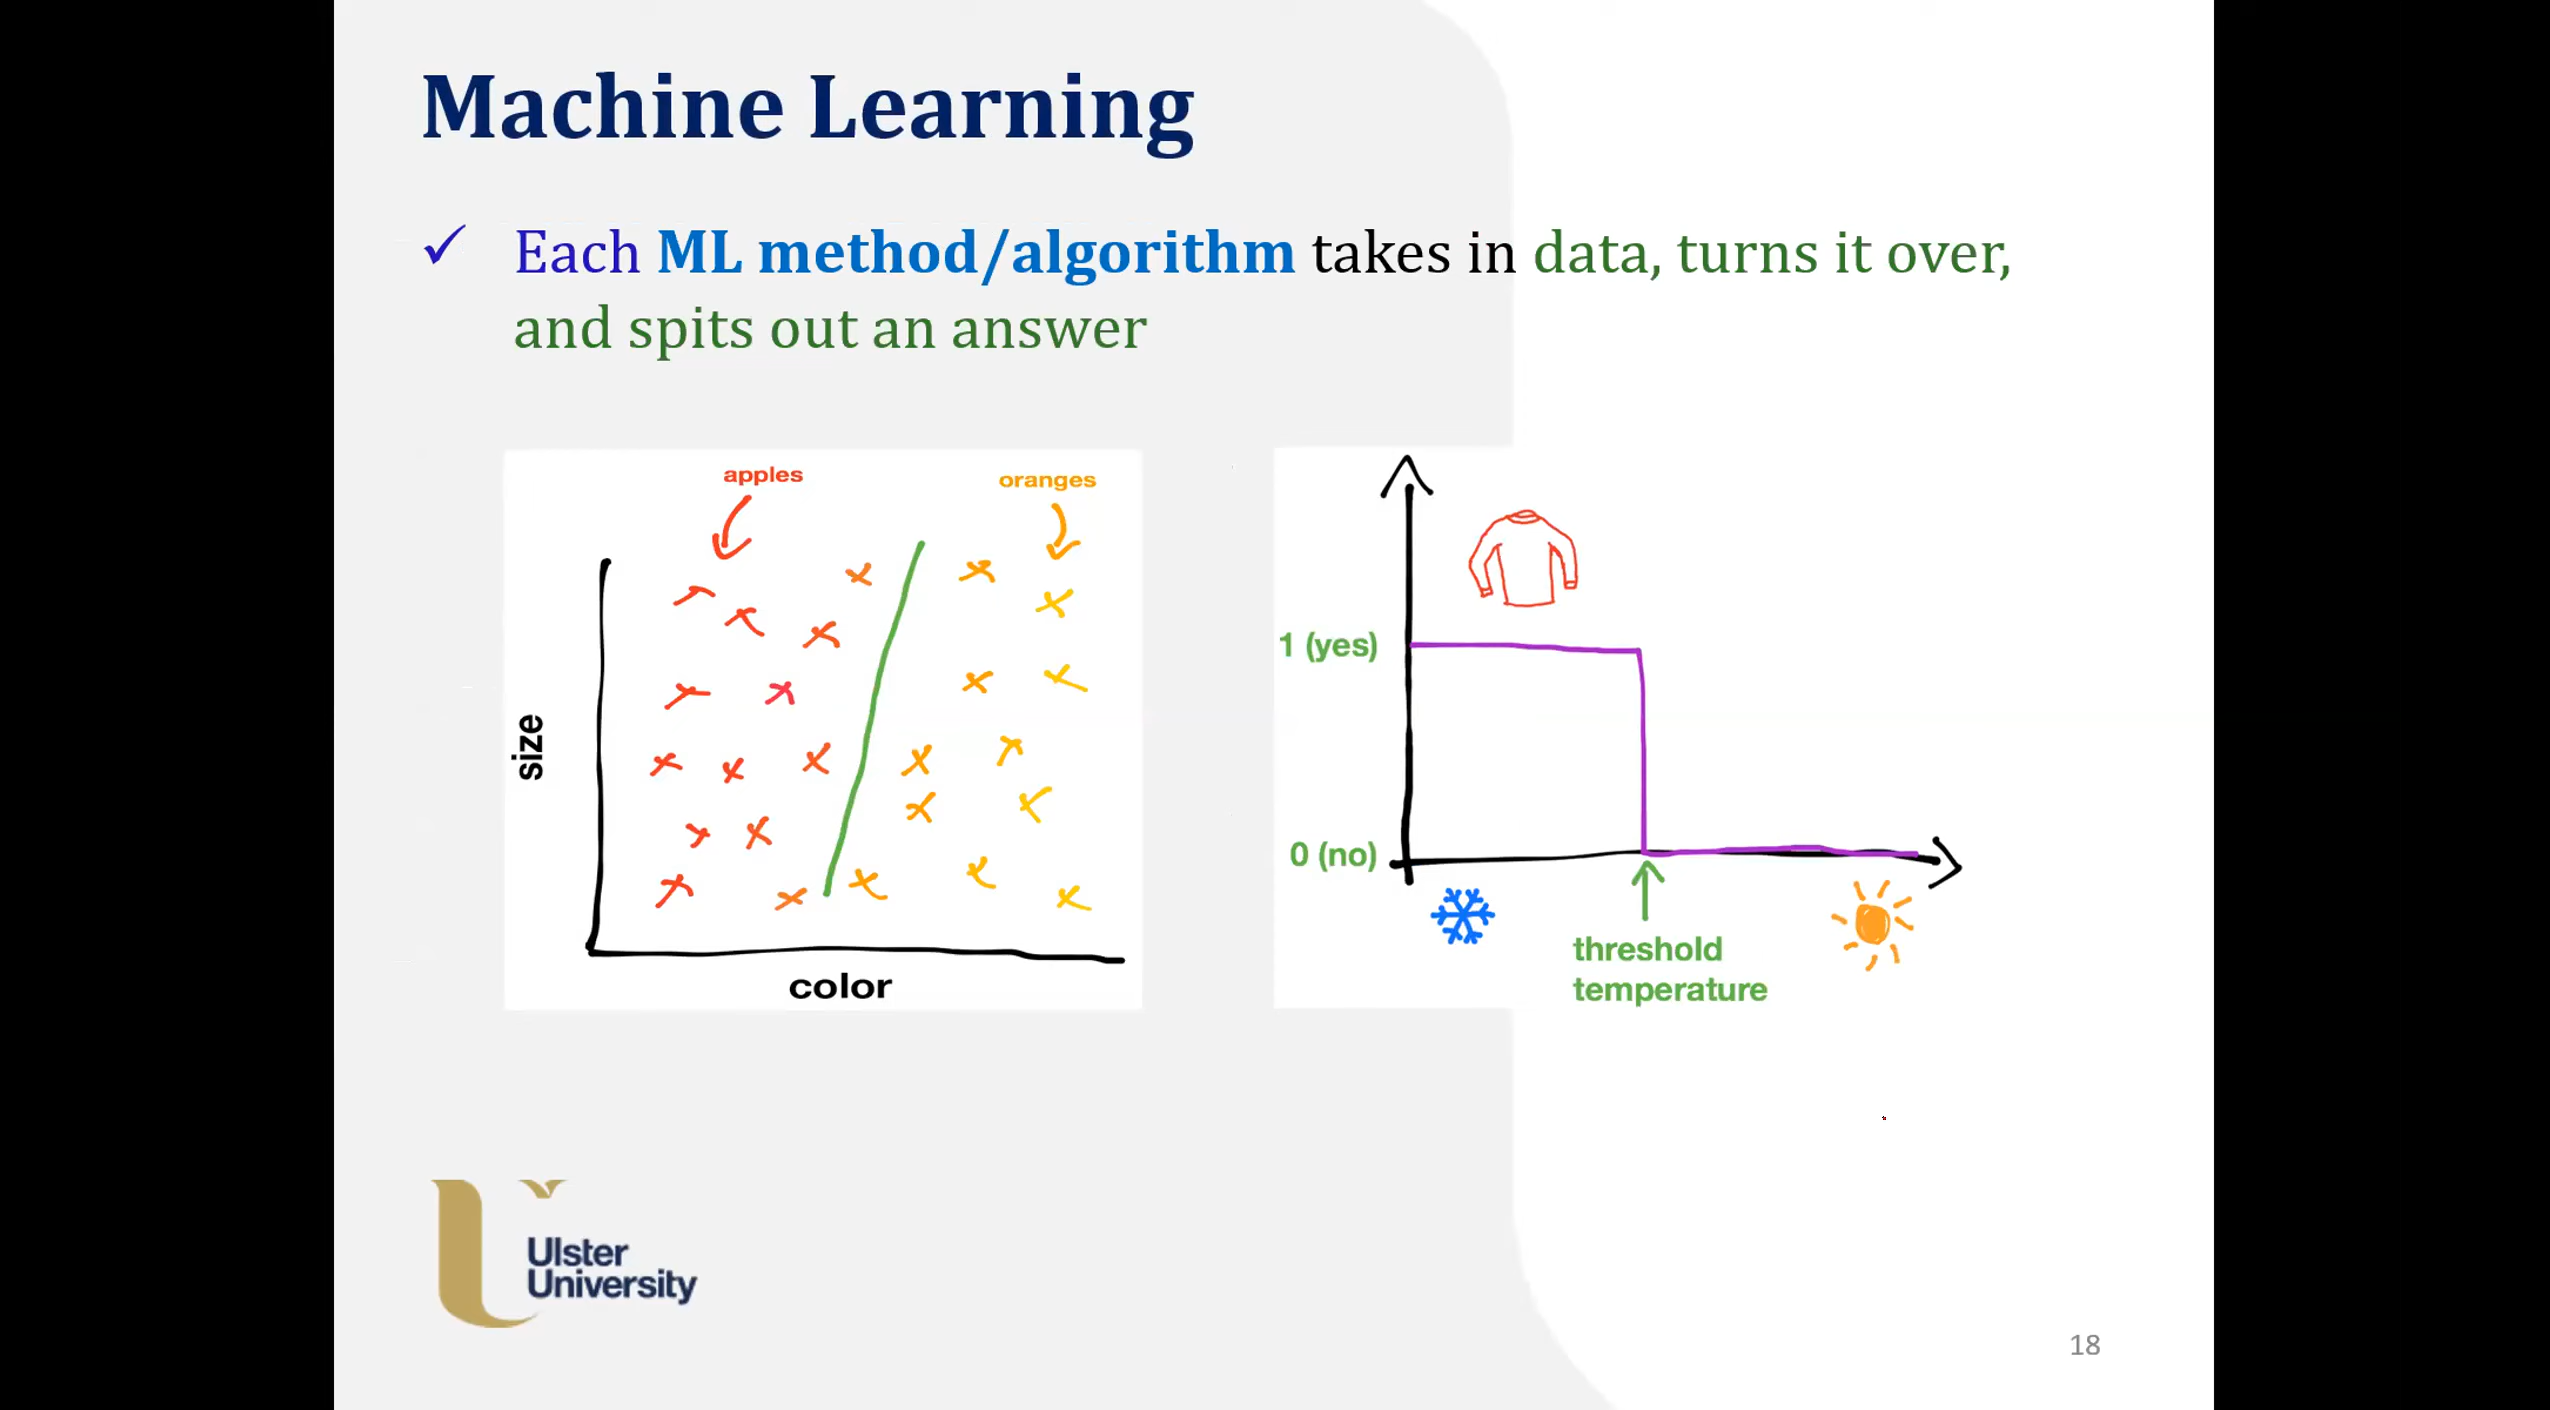 Machine Learning
✓ Each ML method/algorithm takes in data, turns it over,
and spits out an answer
apples
oranges
size
color
1 (yes)
0 (no)
threshold
temperature
Ulster
University
18